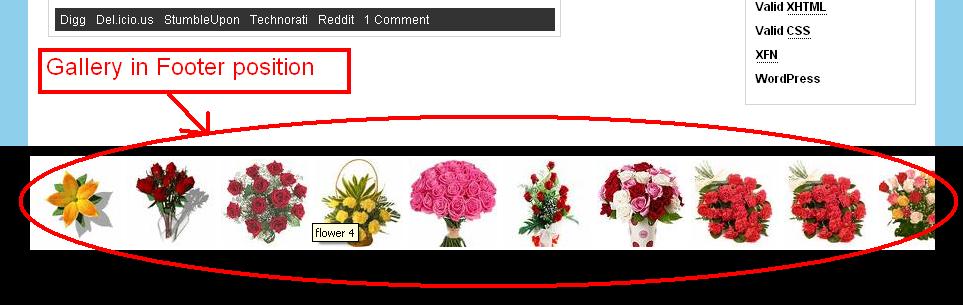 Digg Del.icio.us StumbleUpon Technorati Reddit 1 Comment
Valid XHTML
Valid CSS
XFN
WordPress
Gallery in Footer position
flower 4